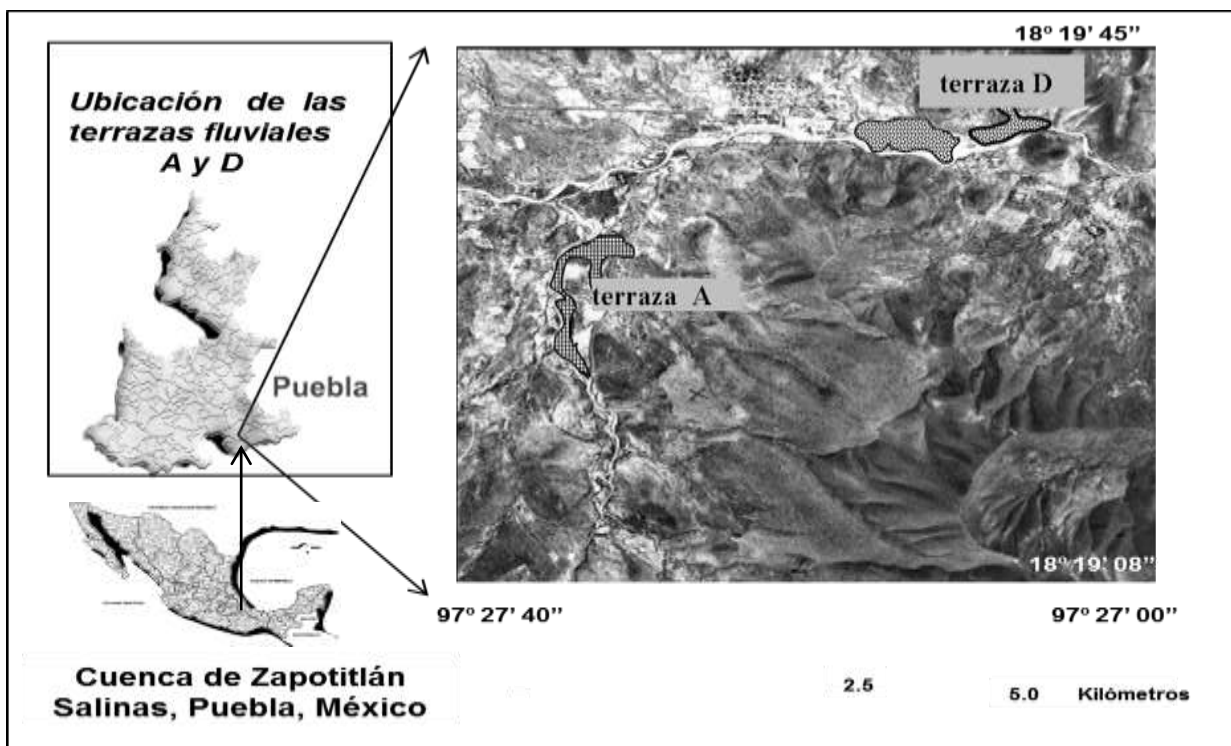 Ubicación de las
terrazas fluviales
A y D
Puebla
Cuenca de Zapotitlán
Salinas, Puebla, México
18º 19' 45”
terraza D
terraza A
18º 19' 08”
97º 27' 40”
97º 27' 00”
2.5
5.0 Kilómetros